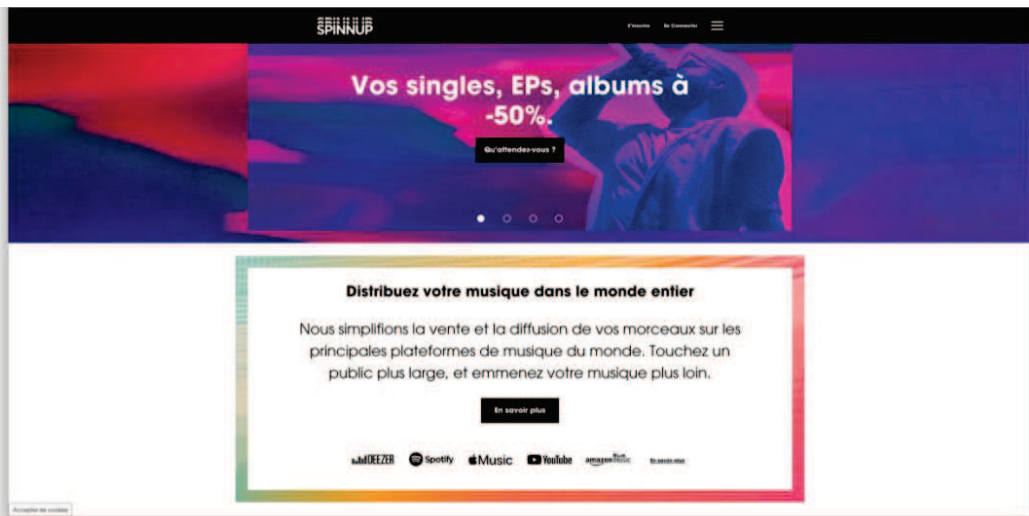 SPINNUP
S'inscrire Se Connecter
Vos singles, EPs, albums à
-50%.
Qu'attendez-vous ?
Distribuez votre musique dans le monde entier
Nous simplifions la vente et la diffusion de vos morceaux sur les
principales plateformes de musique du monde. Touchez un
public plus large, et emmenez votre musique plus loin.
En savoir plus
DEEZER Spotify Music YouTube amazon music En savoir plus
Accepter les cookies